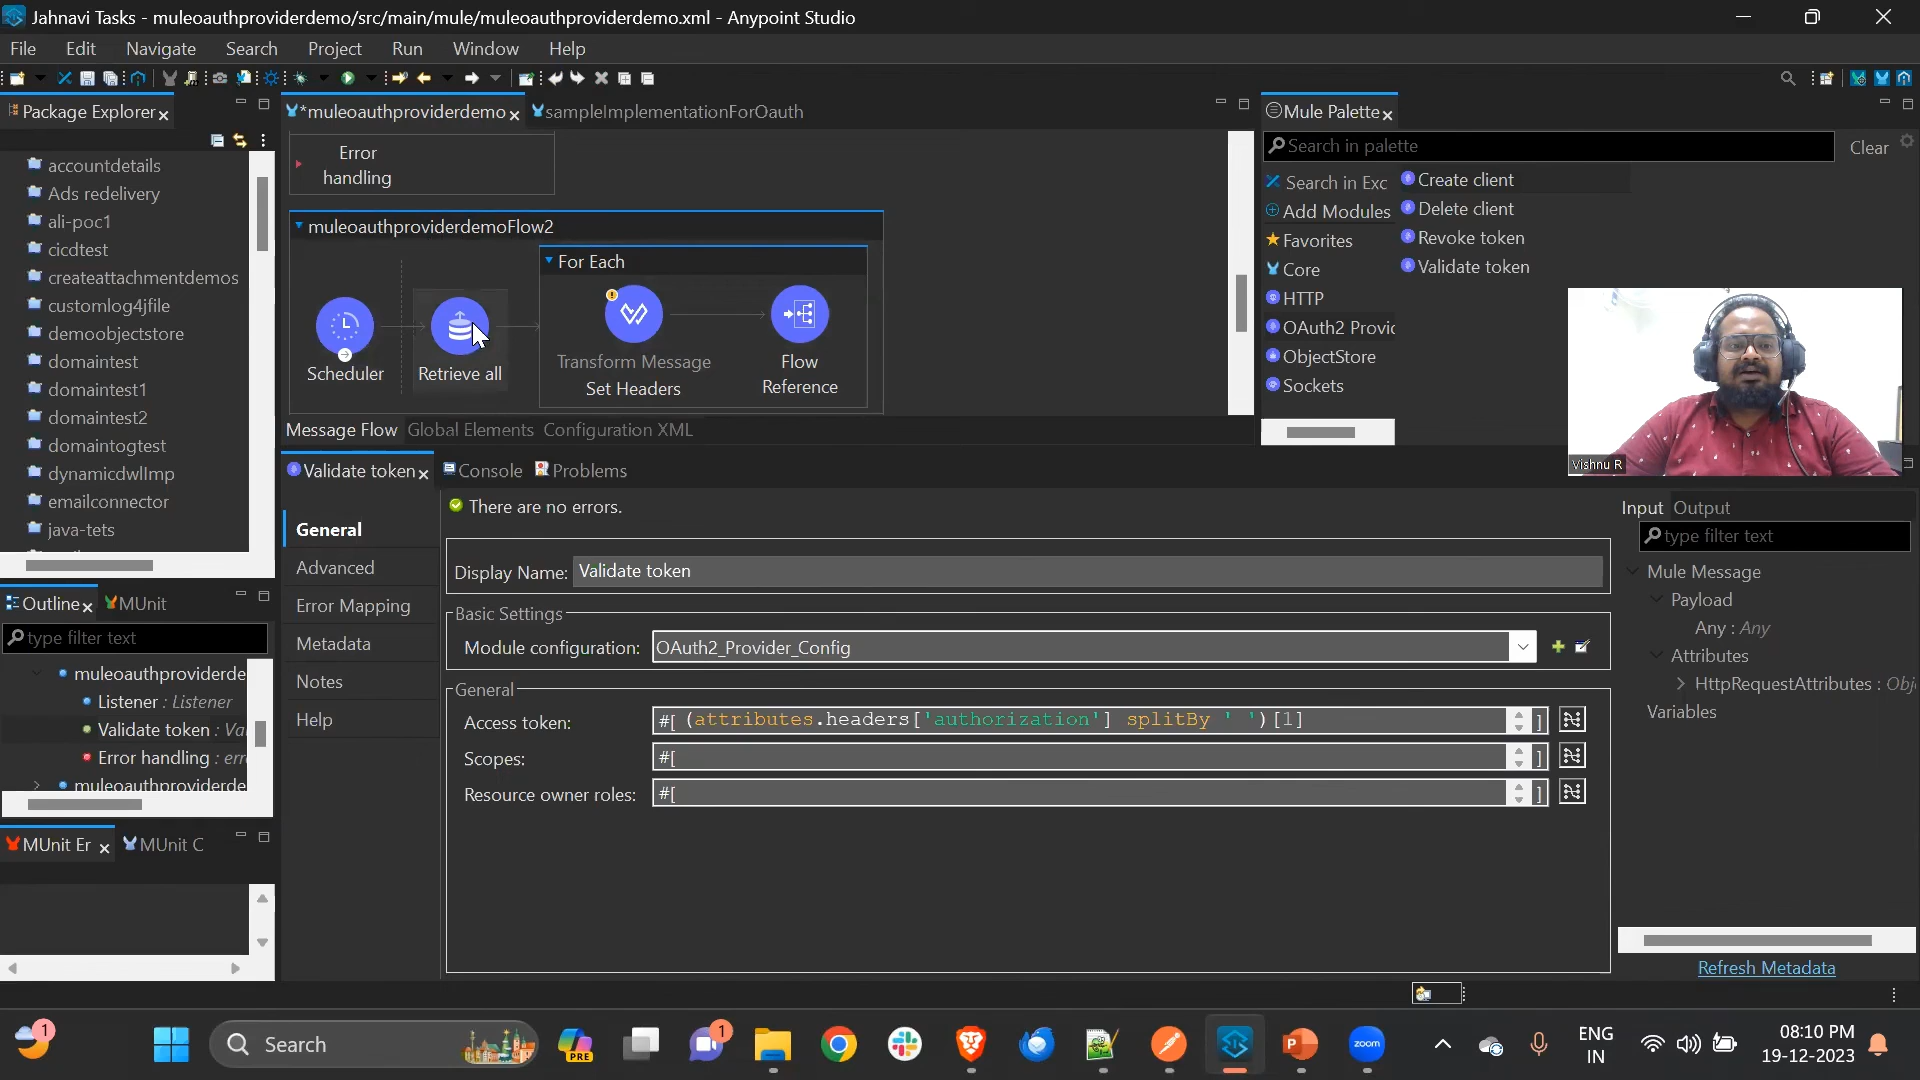 Jahnavi Tasks - muleoauthproviderdemo/src/main/mule/muleoauthproviderdemo.xml - Anypoint Studio
File Edit Navigate Search Project Run Window Help
Package Explorer
accountdetails
Ads redelivery
ali-poc1
cicdtest
createattachmentdemos
customlog4jfile
demoobjectstore
domaintest
domaintest1
domaintest2
domaintogtest
dynamicdwlImp
emailconnector
java-tets
*muleoauthproviderdemo sampleImplementationForOauth
Error
handling
muleoauthproviderdemoFlow2
For Each
Scheduler
Retrieve all
Transform Message
Set Headers
Flow
Reference
Message Flow Global Elements Configuration XML
Mule Palette
Search in palette
Clear
Search in Exc
Add Modules
Favorites
Core
HTTP
OAuth2 Provic
ObjectStore
Sockets
Create client
Delete client
Revoke token
Validate token
Vishnu R
Outline MUnit
type filter text
muleoauthproviderde
Listener : Listener
Validate token : Va
Error handling : err
muleoauthproviderde
MUnit Er MUnit C
Validate token Console Problems
There are no errors.
General
Advanced
Error Mapping
Metadata
Notes
Help
Display Name: Validate token
Basic Settings
Module configuration: OAuth2_Provider_Config
General
Access token: #[ (attributes.headers['authorization'] splitBy ' ')[1] ]
Scopes: #[ ]
Resource owner roles: #[ ]
Input Output
type filter text
Mule Message
Payload
Any : Any
Attributes
HttpRequestAttributes : Obj
Variables
Refresh Metadata
1
Search
PRE
1
zoom
ENG
IN
08:10 PM
19-12-2023